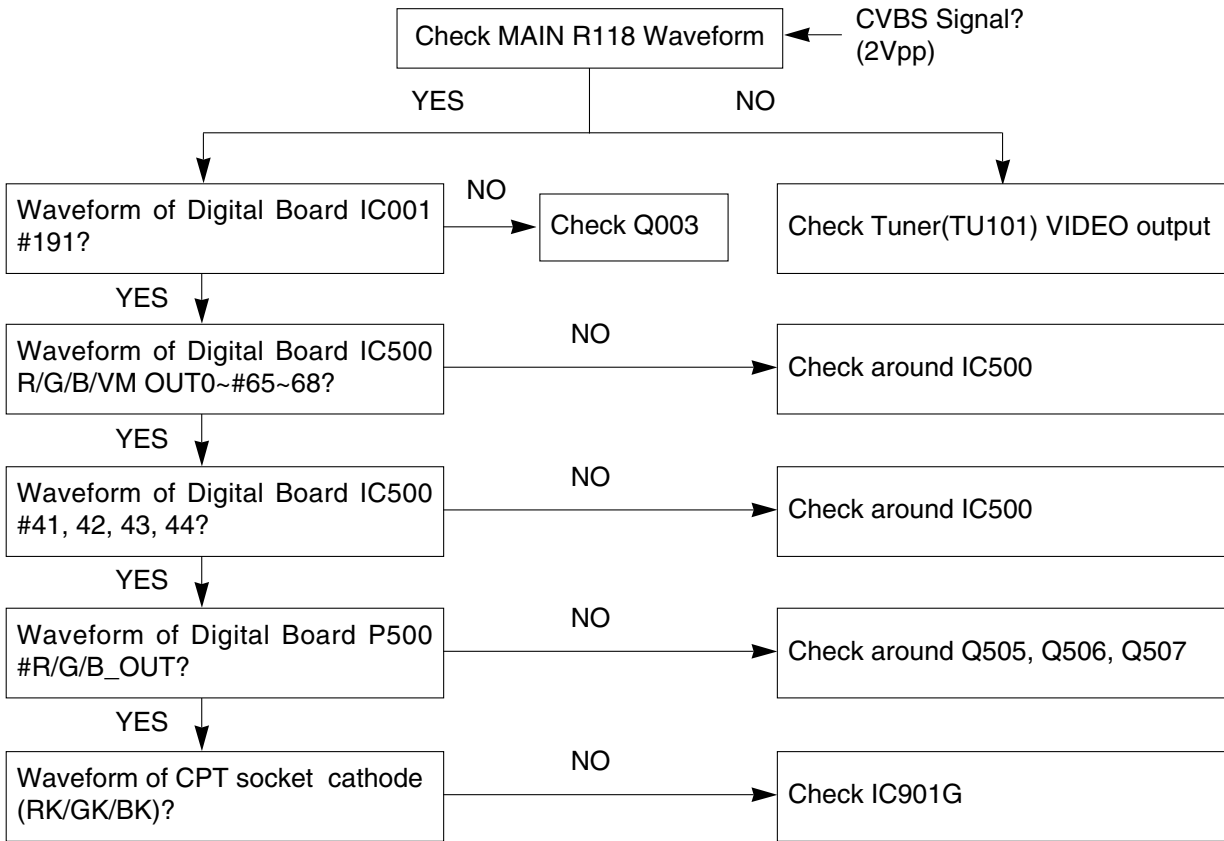 Check MAIN R118 Waveform
CVBS Signal?
(2Vpp)
YES
NO
Waveform of Digital Board IC001
#191?
NO
Check Q003
Check Tuner(TU101) VIDEO output
YES
Waveform of Digital Board IC500
R/G/B/VM OUT0~#65~68?
NO
Check around IC500
YES
Waveform of Digital Board IC500
#41, 42, 43, 44?
NO
Check around IC500
YES
Waveform of Digital Board P500
#R/G/B_OUT?
NO
Check around Q505, Q506, Q507
YES
Waveform of CPT socket cathode
(RK/GK/BK)?
NO
Check IC901G